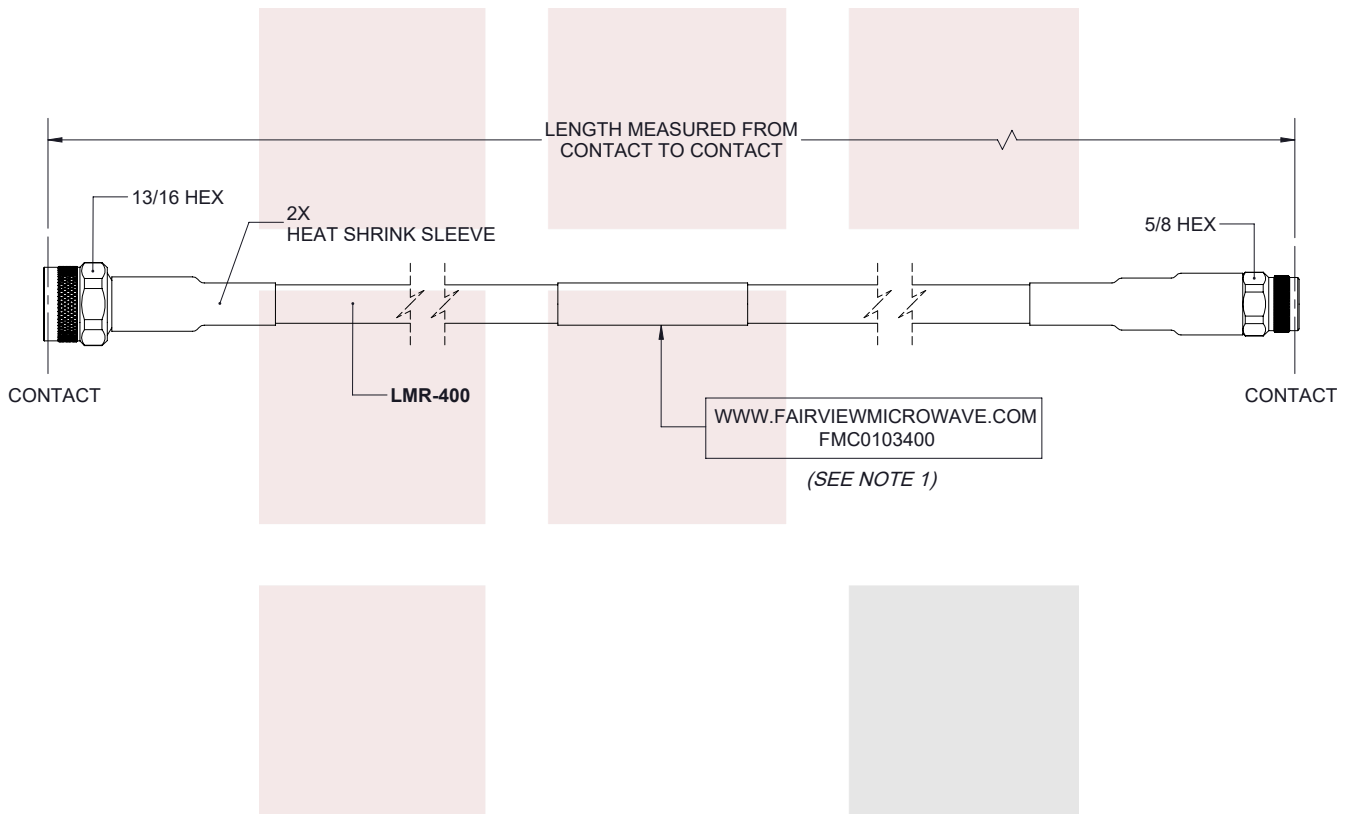 LENGTH MEASURED FROM
CONTACT TO CONTACT
13/16 HEX
2X
HEAT SHRINK SLEEVE
5/8 HEX
CONTACT
LMR-400
CONTACT
WWW.FAIRVIEWMICROWAVE.COM
FMC0103400
(SEE NOTE 1)